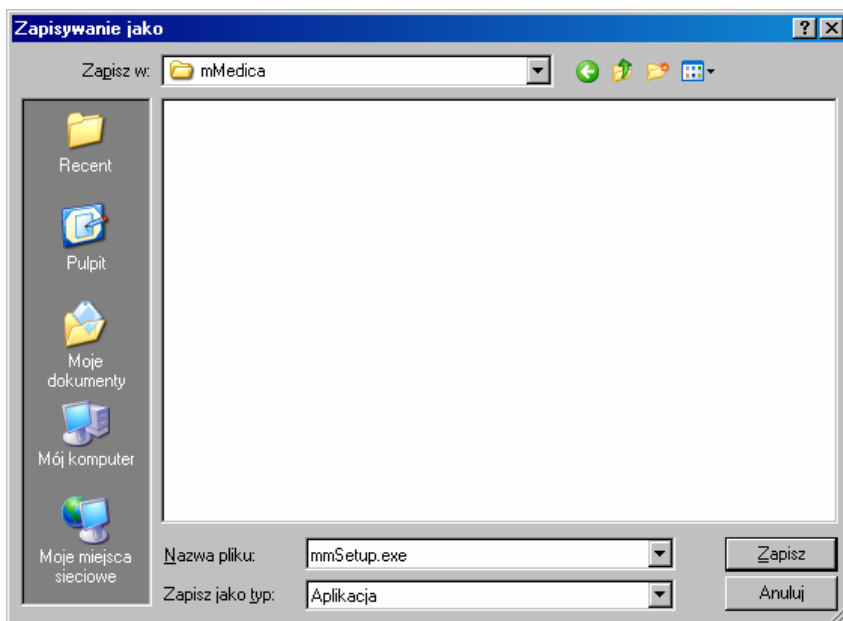 Zapisywanie jako
Zapisz w: mMedica
Recent
Pulpit
Moje
dokumenty
Mój komputer
Moje miejsca
sieciowe
Nazwa pliku: mmSetup.exe Zapisz
Zapisz jako typ: Aplikacja Anuluj